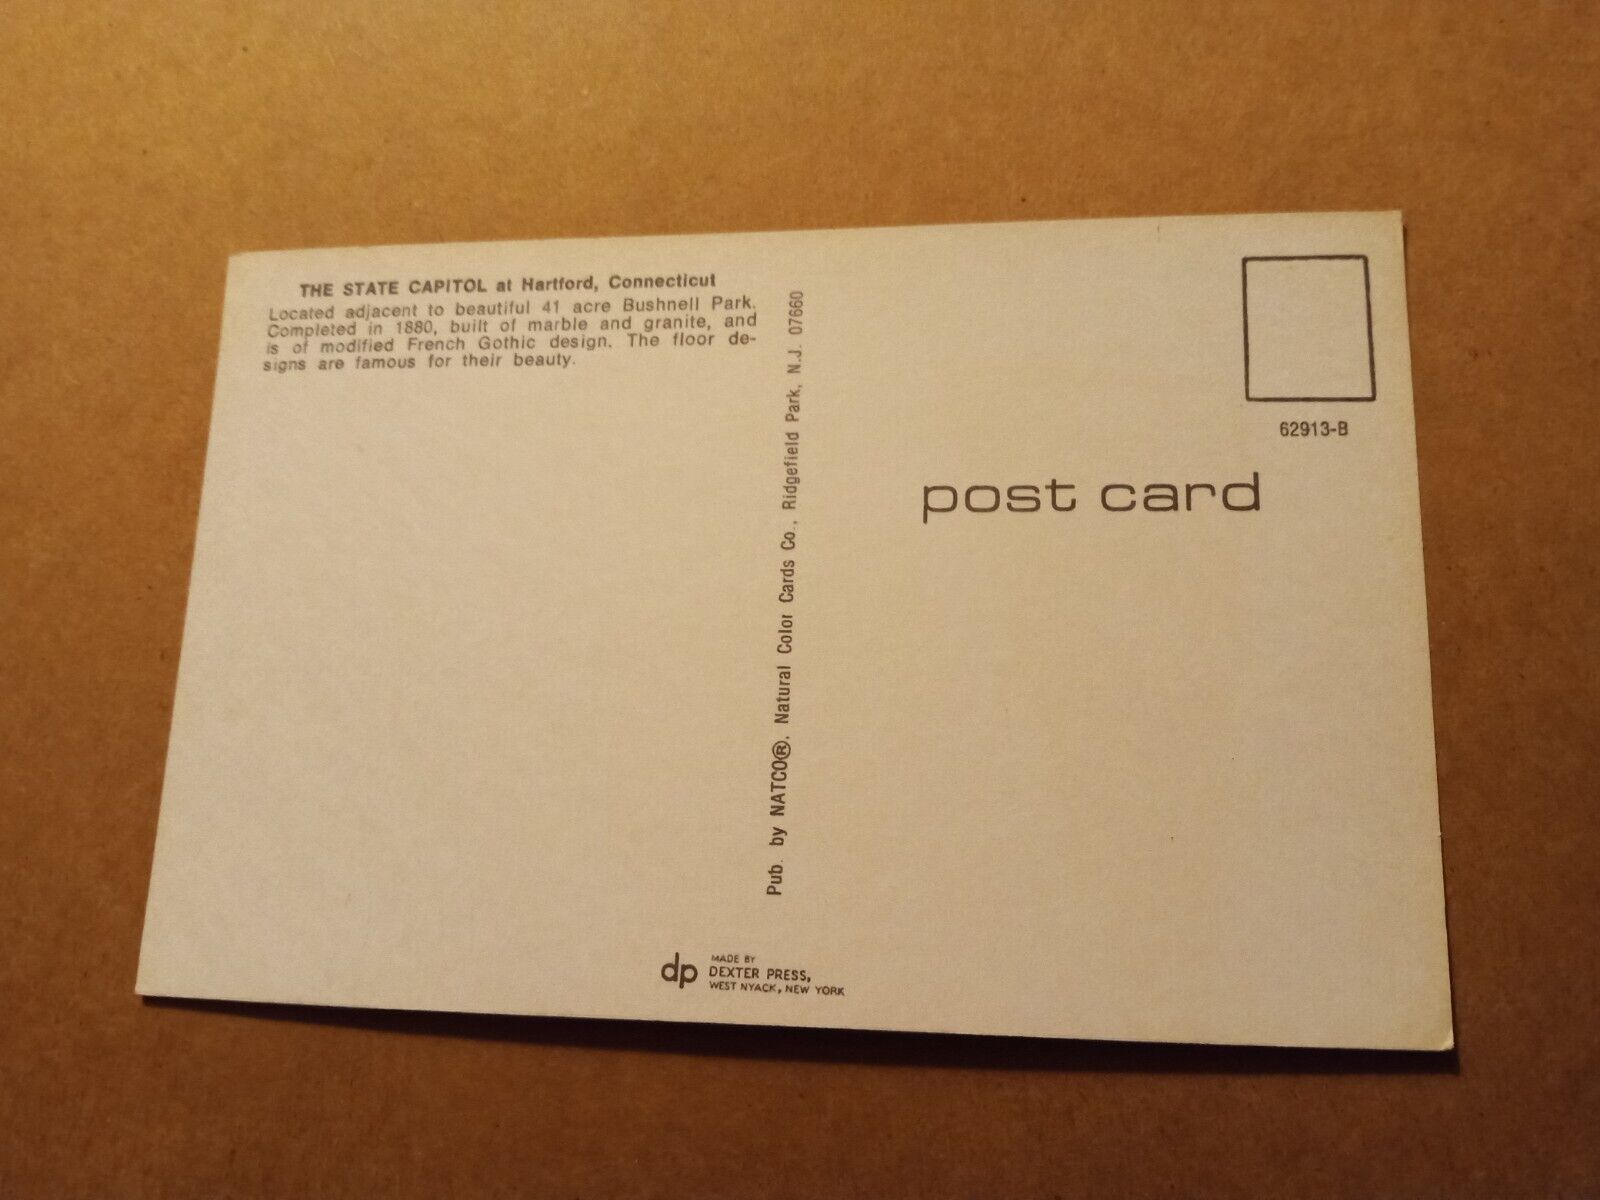 THE STATE CAPITOL at Hartford, Connecticut
Located adjacent to beautiful 41 acre Bushnell Park.
Completed in 1880, built of marble and granite, and
is of modified French Gothic design. The floor de-
signs are famous for their beauty.
Pub. by NATCO®, Natural Color Cards Co., Ridgefield Park, N.J. 07660
62913-B
post card
dp
MADE BY
DEXTER PRESS,
WEST NYACK, NEW YORK